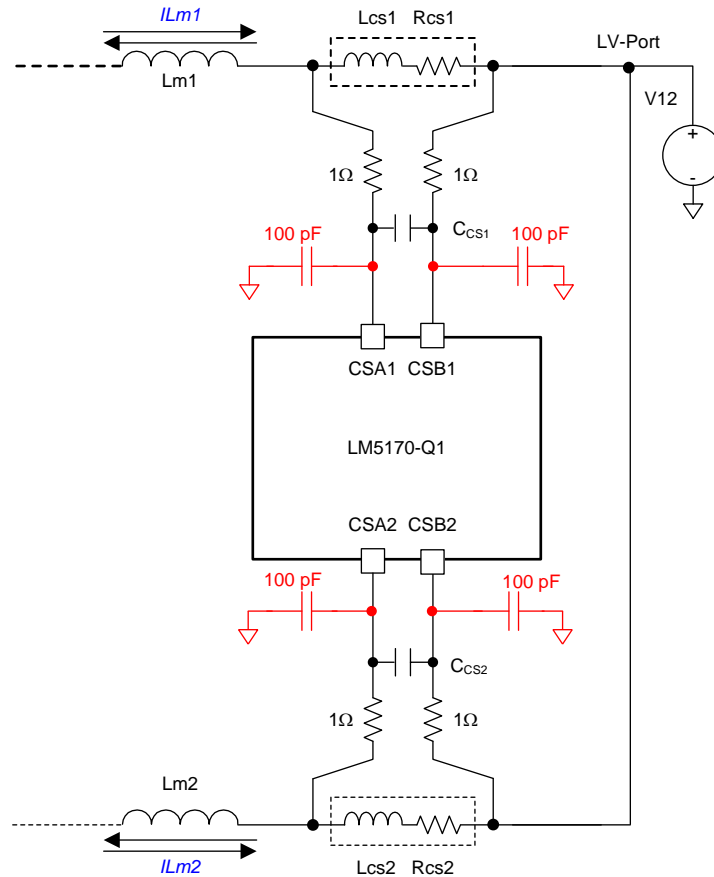 ILm1
Lcs1 Rcs1
LV-Port
Lm1
V12
+
-
1Ω
1Ω
CCS1
100 pF
100 pF
CSA1 CSB1
LM5170-Q1
CSA2 CSB2
100 pF
100 pF
CCS2
1Ω
1Ω
Lm2
ILm2
Lcs2 Rcs2